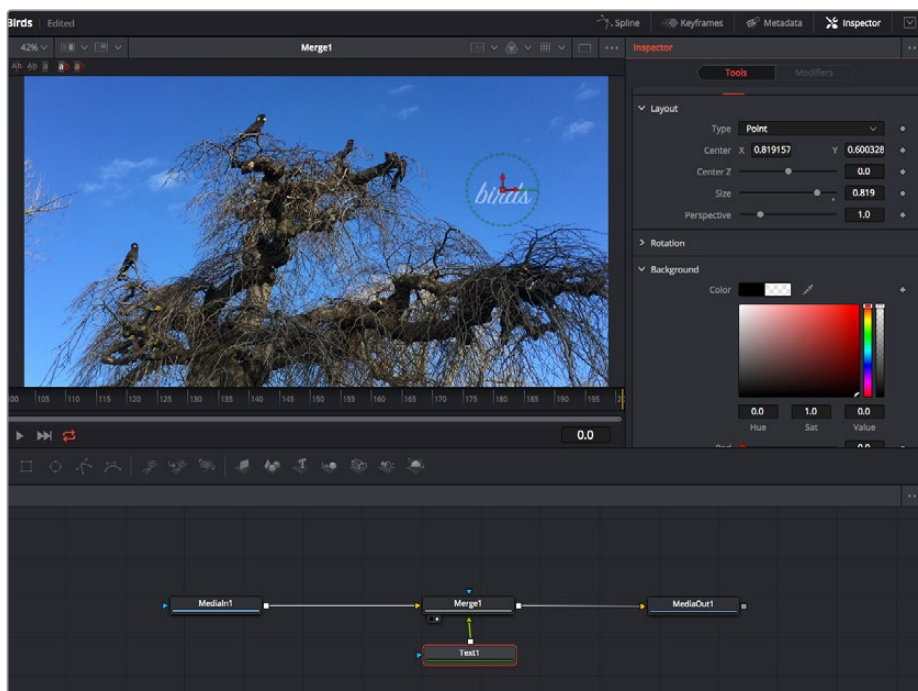 Birds Edited Spline Keyframes Metadata Inspector
42% Merge1 Inspector
Tools Modifiers
Layout
Type Point
Center X 0.819157 Y 0.600328
Center Z 0.0
Size 0.819
Perspective 1.0
birds
Rotation
Background
Color
105 110 115 120 125 130 135 140 145 150 155 160 165 170 175 180 185 190 195
0.0 1.0 0.0
Hue Sat Value
0.0
MediaIn1 Merge1 MediaOut1
Text1